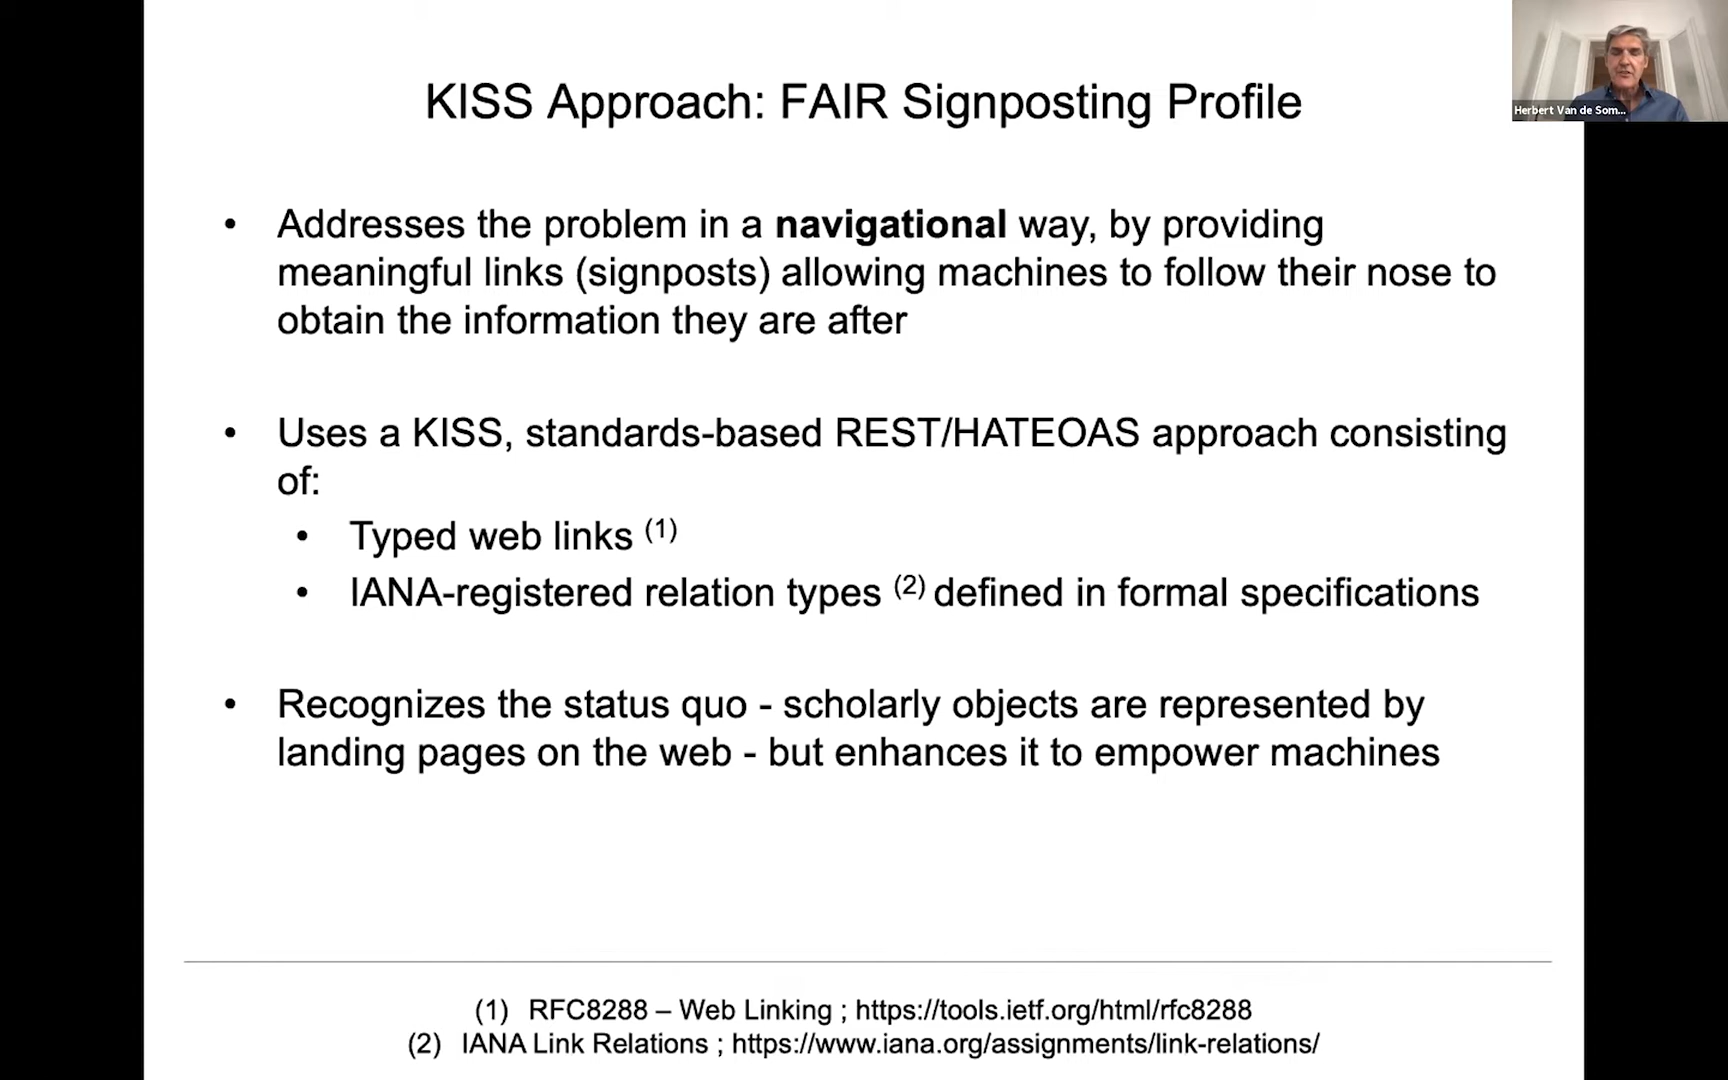 KISS Approach: FAIR Signposting Profile
Herbert Van de Som...
• Addresses the problem in a navigational way, by providing
meaningful links (signposts) allowing machines to follow their nose to
obtain the information they are after
• Uses a KISS, standards-based REST/HATEOAS approach consisting
of:
• Typed web links (1)
• IANA-registered relation types (2) defined in formal specifications
• Recognizes the status quo - scholarly objects are represented by
landing pages on the web - but enhances it to empower machines
(1) RFC8288 – Web Linking ; https://tools.ietf.org/html/rfc8288
(2) IANA Link Relations ; https://www.iana.org/assignments/link-relations/